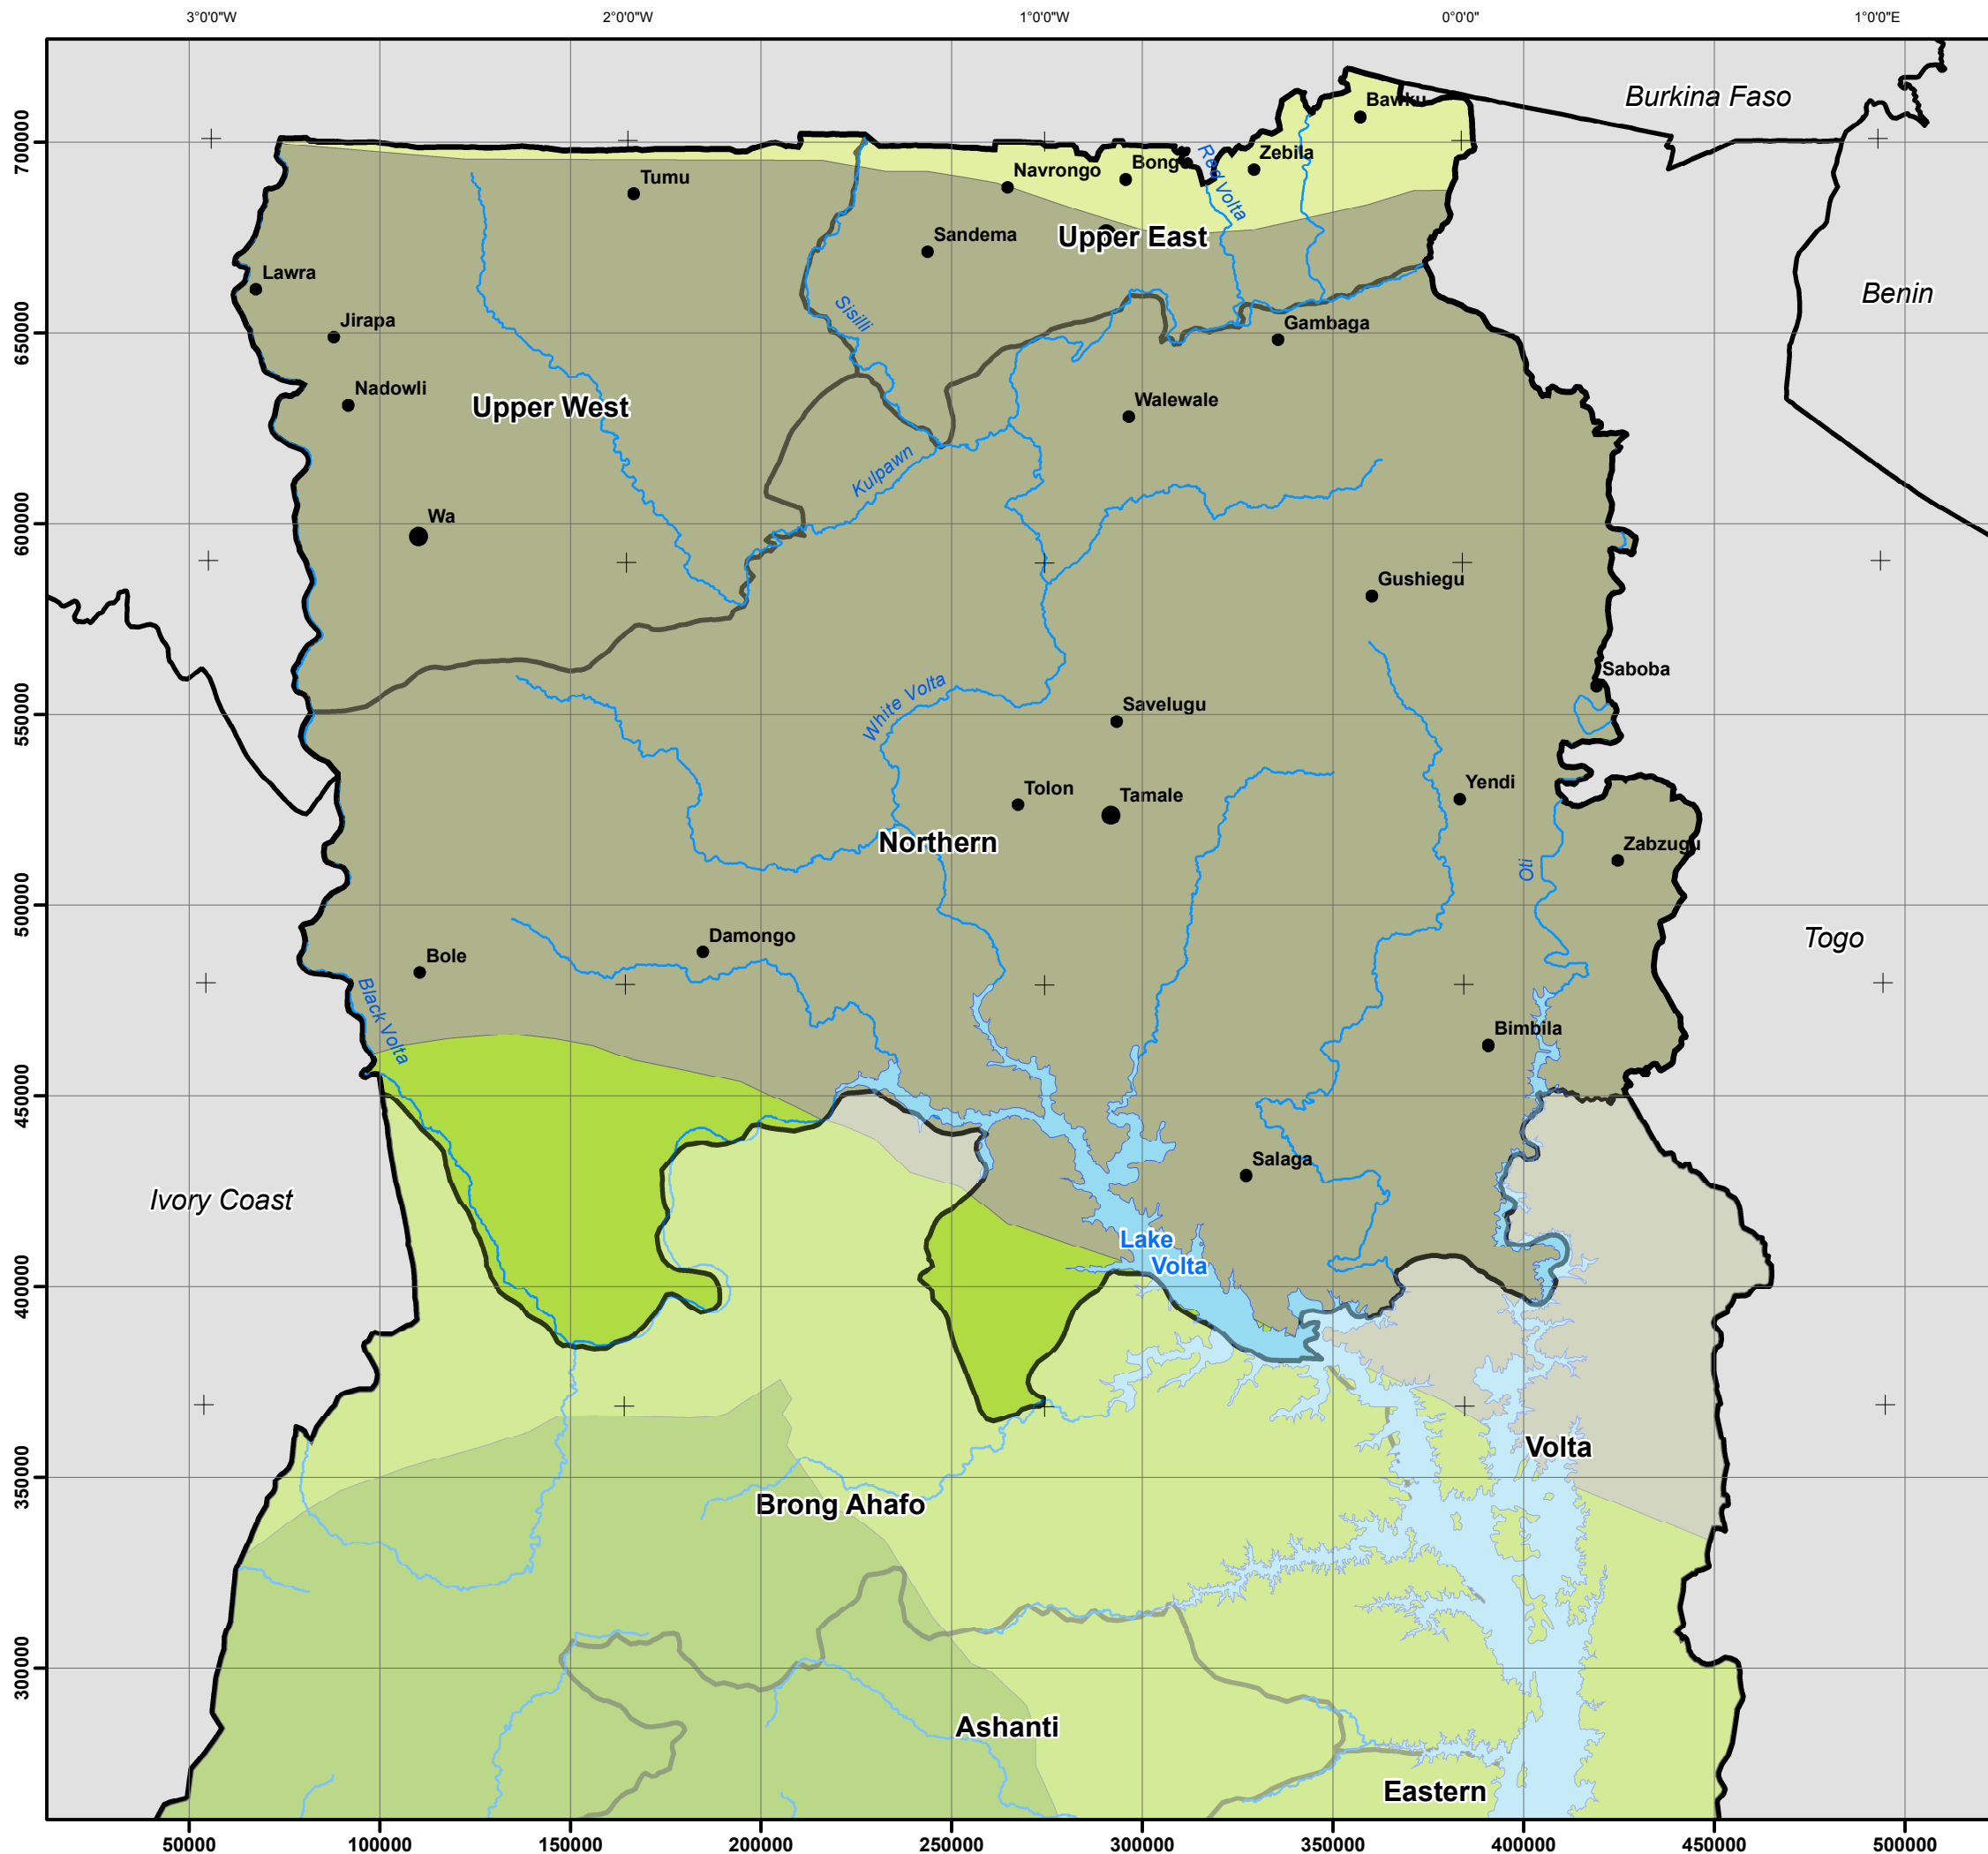 3°0'0"W
2°0'0"W
1°0'0"W
0°0'0"
1°0'0"E
Burkina Faso
Bawku
700000
Zebila
Bong
Navrongo
Red Volta
Tumu
Sandema
Upper East
Lawra
Benin
Sisilli
Jirapa
Gambaga
650000
Nadowli
Upper West
Walewale
Kulpawn
Wa
600000
Gushiegu
Saboba
White Volta
Savelugu
550000
Yendi
Tolon
Tamale
Northern
Zabzugu
Oti
500000
Damongo
Togo
Bole
Black Volta
Bimbila
450000
Salaga
Ivory Coast
Lake
Volta
400000
Volta
350000
Brong Ahafo
300000
Ashanti
Eastern
50000
100000
150000
200000
250000
300000
350000
400000
450000
500000